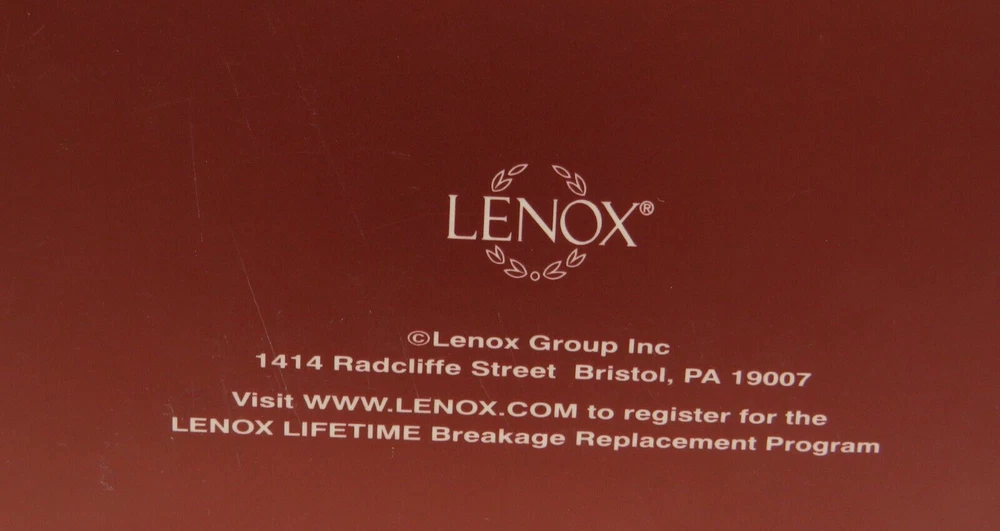 LENOX®
©Lenox Group Inc
1414 Radcliffe Street Bristol, PA 19007
Visit WWW.LENOX.COM to register for the
LENOX LIFETIME Breakage Replacement Program